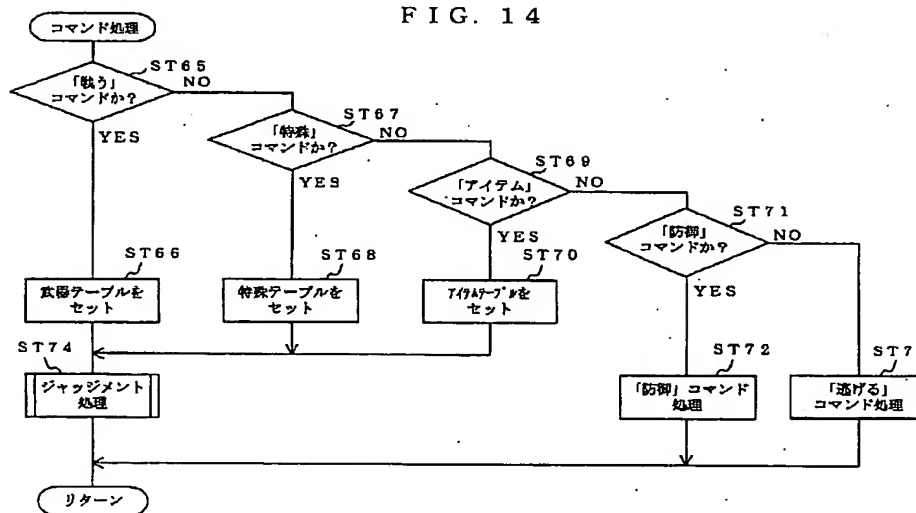 FIG. 14
コマンド処理
ST65
「戦う」
コマンドか?
NO
YES
ST67
「特殊」
コマンドか?
NO
YES
ST69
「アイテム」
コマンドか?
NO
YES
ST71
「防御」
コマンドか?
NO
YES
ST66
武器テーブルを
セット
ST68
特殊テーブルを
セット
ST70
アイテムテーブルを
セット
ST74
ジャッジメント
処理
ST72
「防御」コマンド
処理
ST7
「逃げる」
コマンド処理
リターン